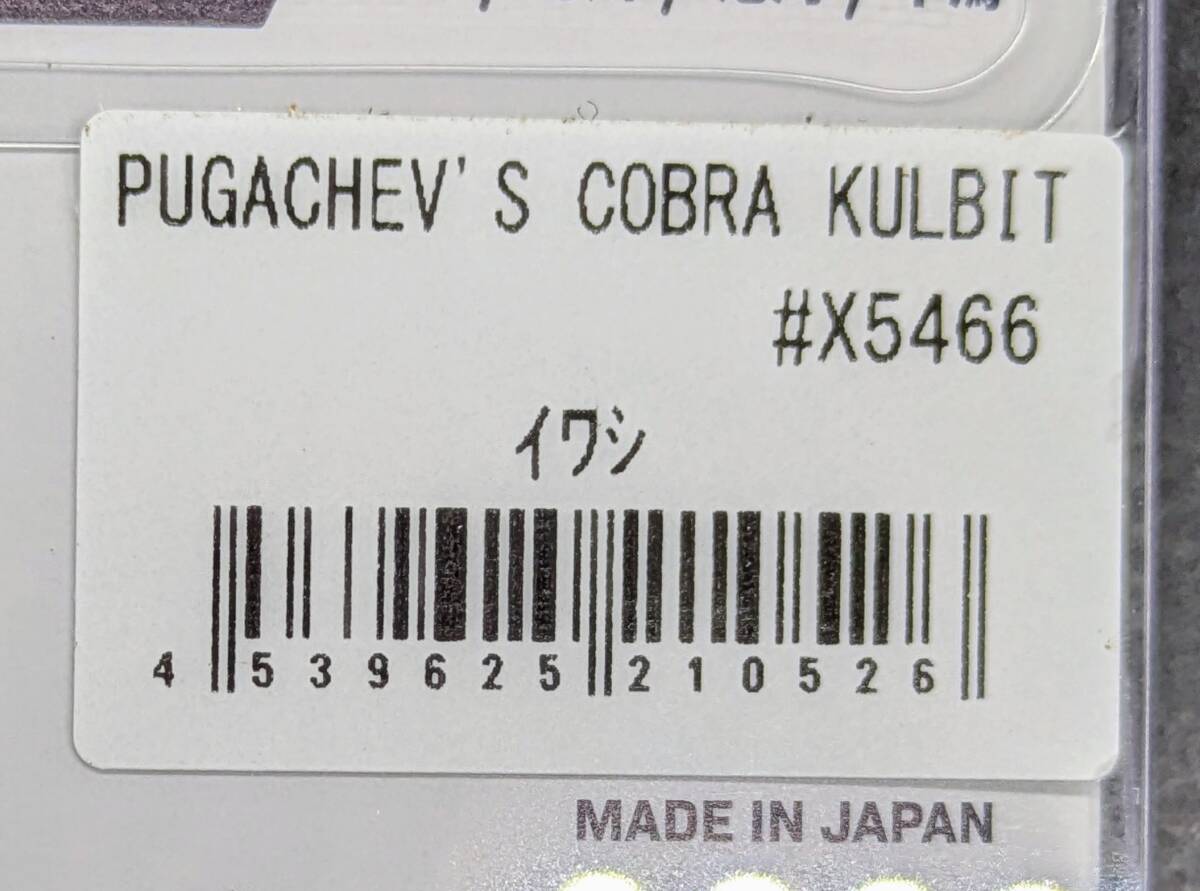 PUGACHEV'S COBRA KULBIT
#X5466
ｲﾜｼ
4 539625 210526
MADE IN JAPAN